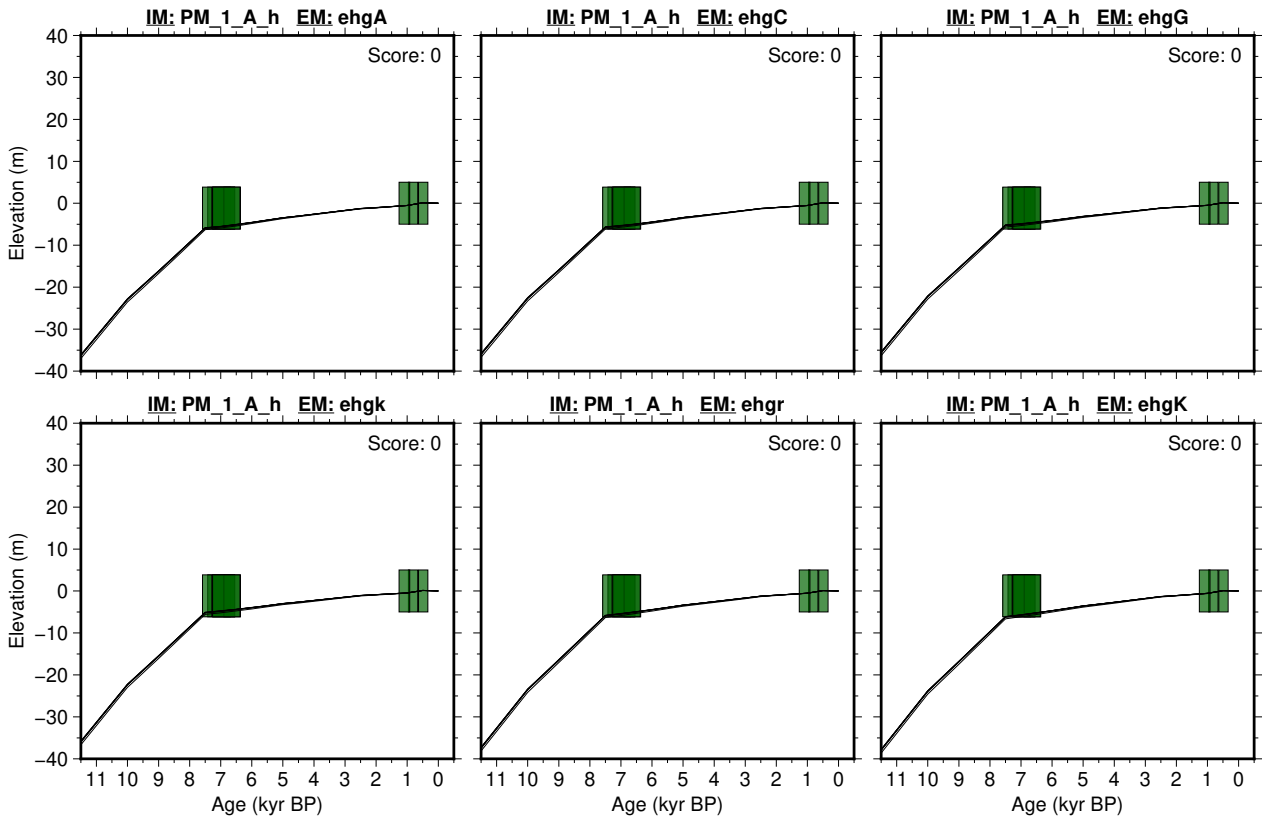 IM: PM_1_A_h EM: ehgA
IM: PM_1_A_h EM: ehgC
IM: PM_1_A_h EM: ehgG
40
30
20
10
0
−10
−20
−30
−40
Elevation (m)
Score: 0
Score: 0
Score: 0
IM: PM_1_A_h EM: ehgk
IM: PM_1_A_h EM: ehgr
IM: PM_1_A_h EM: ehgK
40
30
20
10
0
−10
−20
−30
−40
Elevation (m)
Score: 0
Score: 0
Score: 0
11 10 9 8 7 6 5 4 3 2 1 0
11 10 9 8 7 6 5 4 3 2 1 0
11 10 9 8 7 6 5 4 3 2 1 0
Age (kyr BP)
Age (kyr BP)
Age (kyr BP)